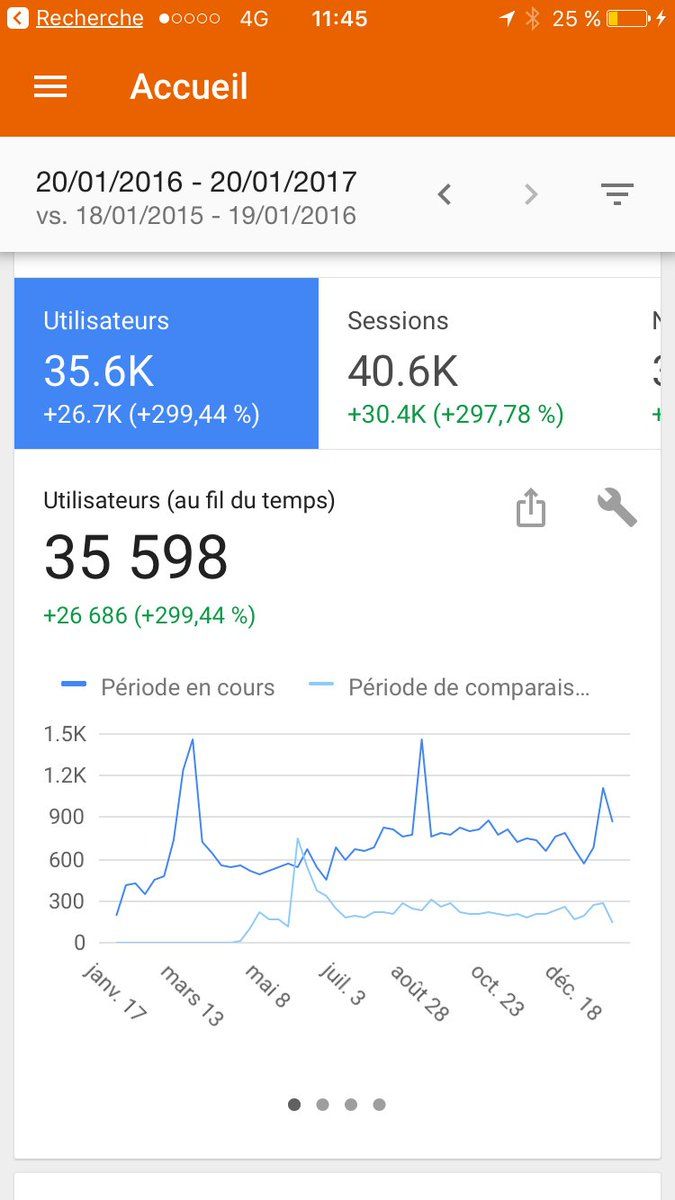 Recherche 4G 11:45 25 %
Accueil
20/01/2016 - 20/01/2017
vs. 18/01/2015 - 19/01/2016
Utilisateurs Sessions
35.6K 40.6K
+26.7K (+299,44 %) +30.4K (+297,78 %)
Utilisateurs (au fil du temps)
35 598
+26 686 (+299,44 %)
Période en cours Période de comparais...
1.5K
1.2K
900
600
300
0
janv. 17 mars 13 mai 8 juil. 3 août 28 oct. 23 déc. 18